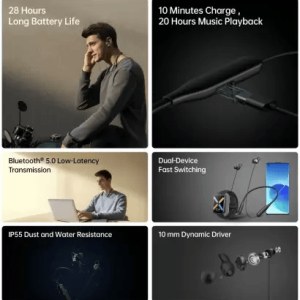 28 Hours
Long Battery Life
10 Minutes Charge ,
20 Hours Music Playback
Bluetooth® 5.0 Low-Latency
Transmission
Dual-Device
Fast Switching
IP55 Dust and Water Resistance
10 mm Dynamic Driver